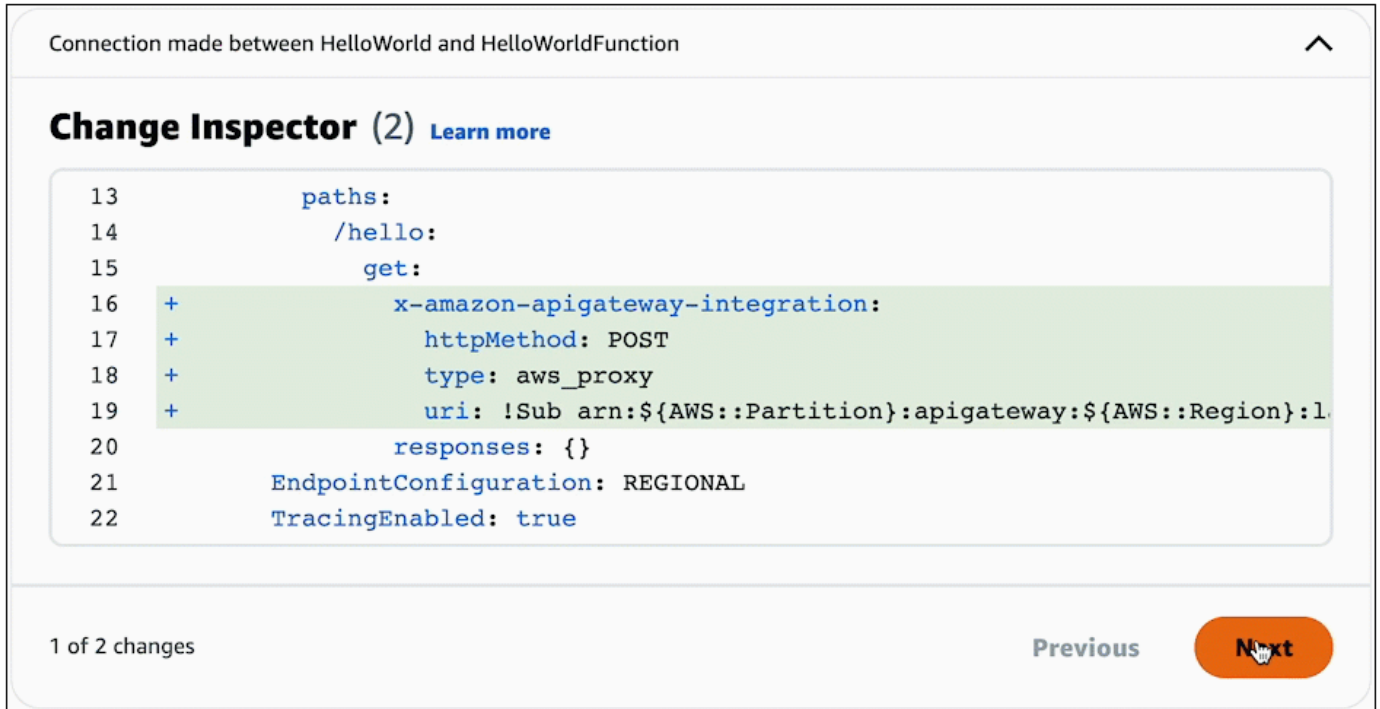 Connection made between HelloWorld and HelloWorldFunction
Change Inspector (2) Learn more
13 paths:
14 /hello:
15 get:
16 + x-amazon-apigateway-integration:
17 + httpMethod: POST
18 + type: aws_proxy
19 + uri: !Sub arn:${AWS::Partition}:apigateway:${AWS::Region}:l
20 responses: {}
21 EndpointConfiguration: REGIONAL
22 TracingEnabled: true
1 of 2 changes
Previous
Next